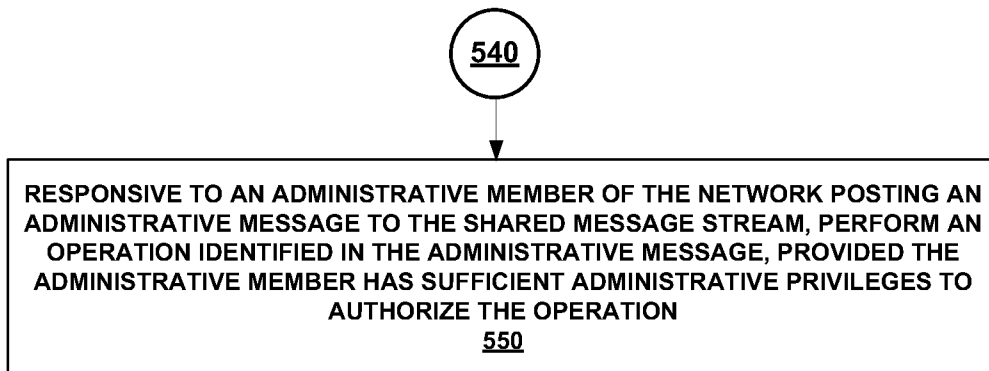 540
RESPONSIVE TO AN ADMINISTRATIVE MEMBER OF THE NETWORK POSTING AN
ADMINISTRATIVE MESSAGE TO THE SHARED MESSAGE STREAM, PERFORM AN
OPERATION IDENTIFIED IN THE ADMINISTRATIVE MESSAGE, PROVIDED THE
ADMINISTRATIVE MEMBER HAS SUFFICIENT ADMINISTRATIVE PRIVILEGES TO
AUTHORIZE THE OPERATION
550